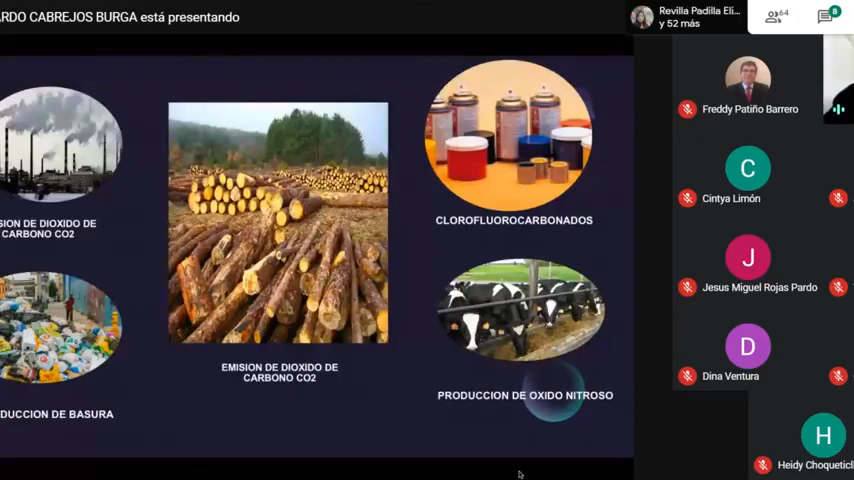 RDO CABREJOS BURGA está presentando
Revilla Padilla Eli...
y 52 más
64
8
SION DE DIOXIDO DE
CARBONO CO2
DUCCION DE BASURA
EMISION DE DIOXIDO DE
CARBONO CO2
CLOROFLUOROCARBONADOS
PRODUCCION DE OXIDO NITROSO
Freddy Patiño Barrero
C
Cintya Limón
J
Jesus Miguel Rojas Pardo
D
Dina Ventura
H
Heidy Choqueticll